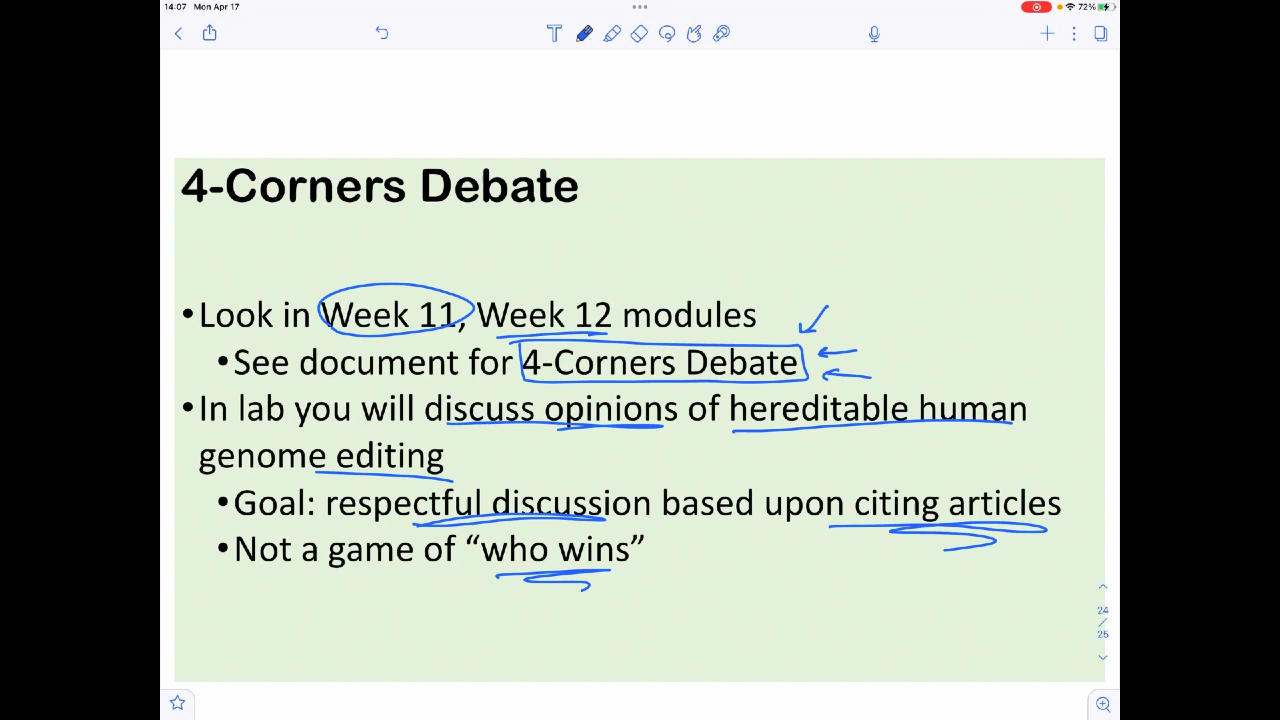 14:07 Mon Apr 17
72%
T
4-Corners Debate
•Look in Week 11, Week 12 modules
•See document for 4-Corners Debate
•In lab you will discuss opinions of hereditable human
genome editing
•Goal: respectful discussion based upon citing articles
•Not a game of “who wins”
24
/
25